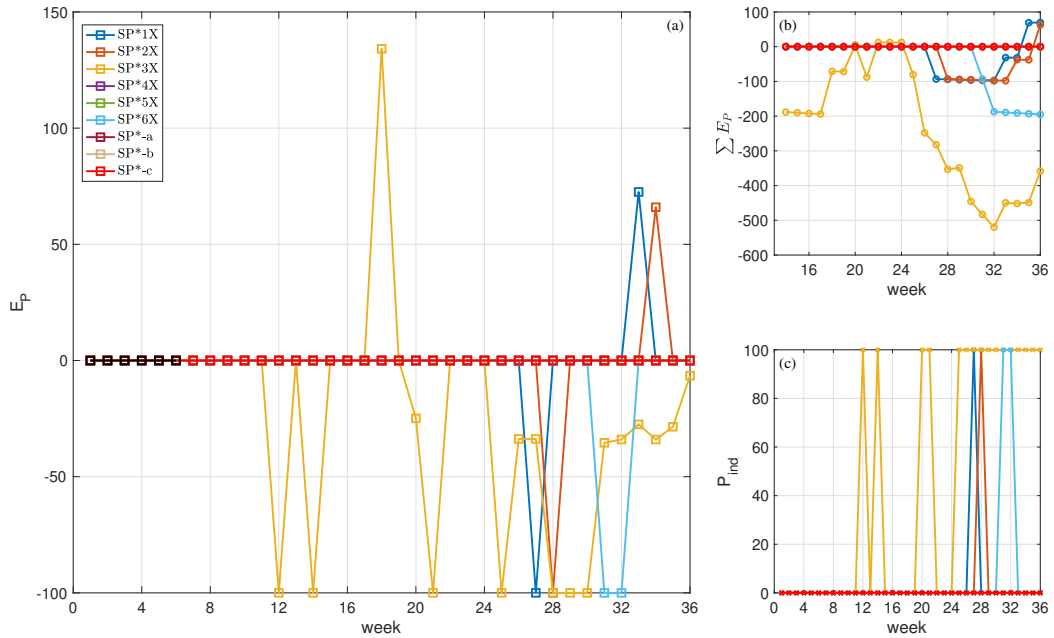 (a)
SP*1X
SP*2X
SP*3X
SP*4X
SP*5X
SP*6X
SP*-a
SP*-b
SP*-c
150
100
50
0
-50
-100
E_P
0 4 8 12 16 20 24 28 32 36
week
(b)
100
0
-100
-200
-300
-400
-500
-600
∑ E_P
16 20 24 28 32 36
week
(c)
100
80
60
40
20
0
P_ind
0 4 8 12 16 20 24 28 32 36
week